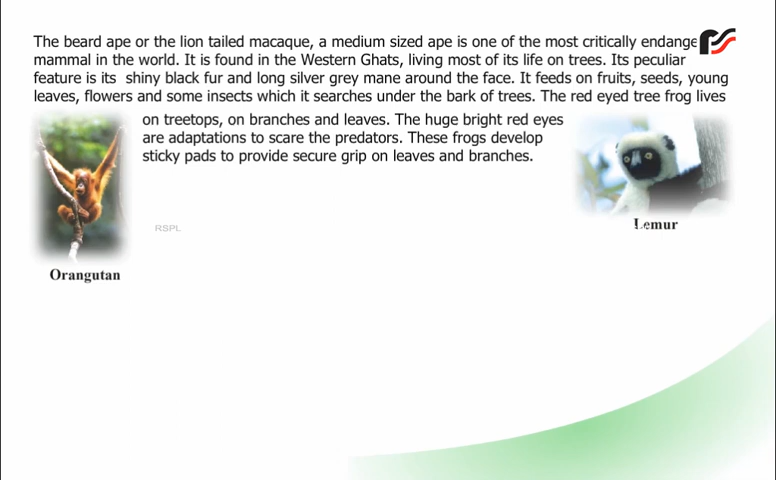 The beard ape or the lion tailed macaque, a medium sized ape is one of the most critically endange
mammal in the world. It is found in the Western Ghats, living most of its life on trees. Its peculiar
feature is its shiny black fur and long silver grey mane around the face. It feeds on fruits, seeds, young
leaves, flowers and some insects which it searches under the bark of trees. The red eyed tree frog lives
on treetops, on branches and leaves. The huge bright red eyes
are adaptations to scare the predators. These frogs develop
sticky pads to provide secure grip on leaves and branches.
RSPL
Lemur
Orangutan